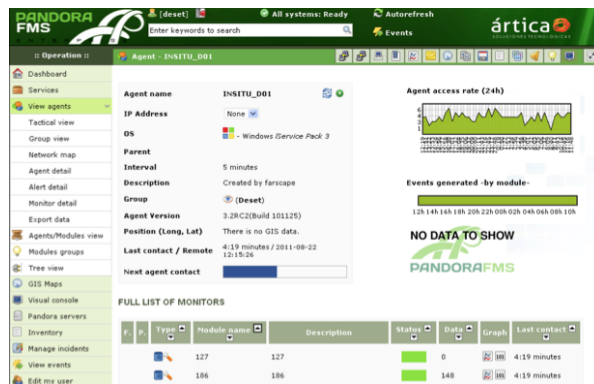 PANDORA
FMS
ENTERPRISE
[deset]
All systems: Ready
Autorefresh
Enter keywords to search
Events
ártica
SOLUCIONES TECNOLOGICAS
:: Operation ::
Agent - INSITU_D01
Dashboard
Services
View agents
Tactical view
Group view
Network map
Agent detail
Alert detail
Monitor detail
Export data
Agents/Modules view
Modules groups
Tree view
GIS Maps
Visual console
Pandora servers
Inventory
Manage incidents
View events
Edit my user
Agent name INSITU_D01
IP Address None
OS - Windows iService Pack 3
Parent
Interval 5 minutes
Description Created by farscape
Group (Deset)
Agent Version 3.2RC2(Build 101125)
Position (Long, Lat) There is no GIS data.
Last contact / Remote 4:19 minutes / 2011-08-22
12:15:26
Next agent contact
Agent access rate (24h)
Events generated -by module-
12h 14h 16h 18h 20h 22h 00h 02h 04h 06h 08h 10h
NO DATA TO SHOW
PANDORAFMS
FULL LIST OF MONITORS
F. P. Type Module name Description Status Data Graph Last contact
127 127 0 101 4:19 minutes
186 186 148 101 4:19 minutes